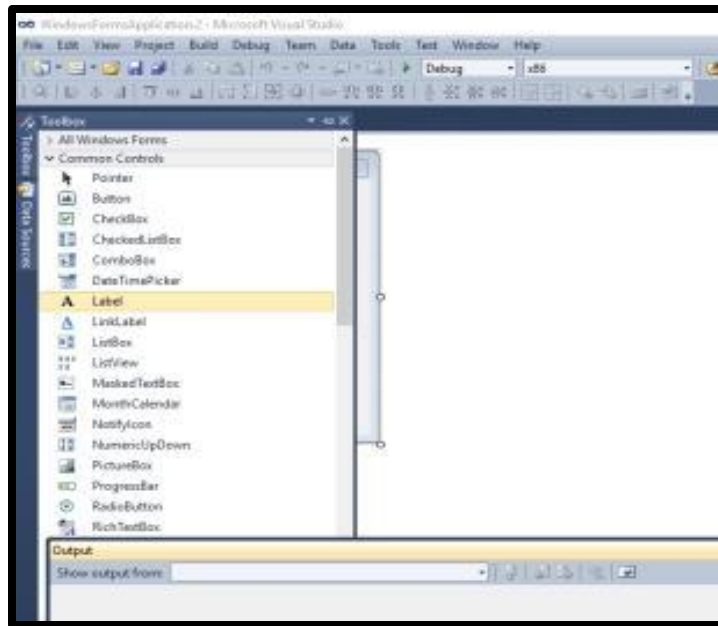 WindowsFormsApplication2 - Microsoft Visual Studio
File Edit View Project Build Debug Team Data Tools Test Window Help
Debug x86
Toolbox
Toolbox
Data Sources
All Windows Forms
Common Controls
Pointer
Button
CheckBox
CheckedListBox
ComboBox
DateTimePicker
A Label
A LinkLabel
ListBox
ListView
MaskedTextBox
MonthCalendar
NotifyIcon
NumericUpDown
PictureBox
ProgressBar
RadioButton
RichTextBox
Output
Show output from: